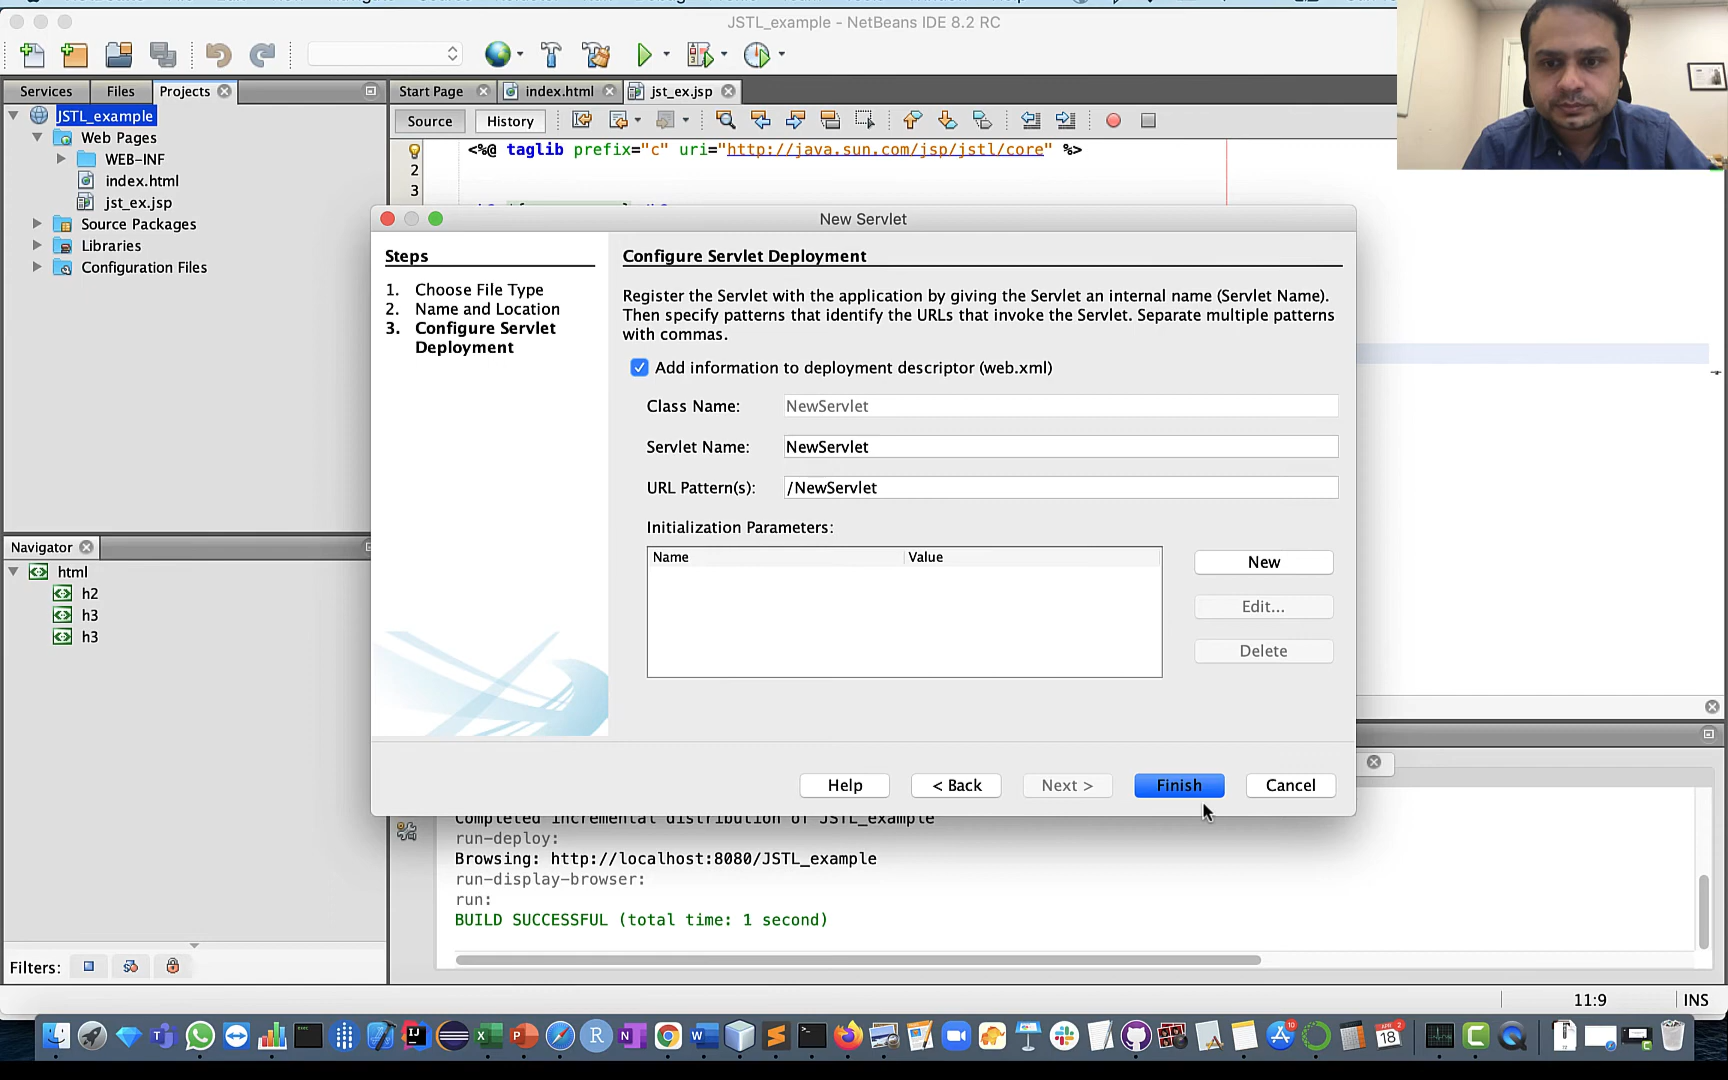 JSTL_example - NetBeans IDE 8.2 RC
Services
Files
Projects
Start Page
index.html
jst_ex.jsp
JSTL_example
Web Pages
WEB-INF
index.html
jst_ex.jsp
Source Packages
Libraries
Configuration Files
Source
History
<%@ taglib prefix="c" uri="http://java.sun.com/jsp/jstl/core" %>
2
3
New Servlet
Steps
1. Choose File Type
2. Name and Location
3. Configure Servlet
Deployment
Configure Servlet Deployment
Register the Servlet with the application by giving the Servlet an internal name (Servlet Name).
Then specify patterns that identify the URLs that invoke the Servlet. Separate multiple patterns
with commas.
Add information to deployment descriptor (web.xml)
Class Name: NewServlet
Servlet Name: NewServlet
URL Pattern(s): /NewServlet
Initialization Parameters:
Name Value
New
Edit...
Delete
Help
< Back
Next >
Finish
Cancel
Navigator
html
h2
h3
h3
Filters:
Completed incremental distribution of JSTL_example
run-deploy:
Browsing: http://localhost:8080/JSTL_example
run-display-browser:
run:
BUILD SUCCESSFUL (total time: 1 second)
11:9 INS